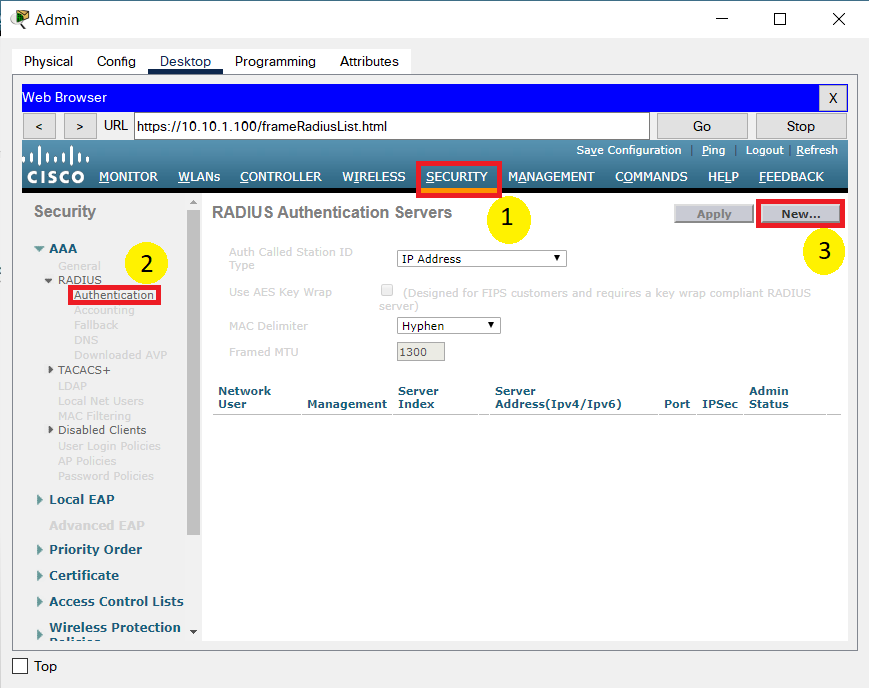 Admin
Physical Config Desktop Programming Attributes
Web Browser X
< > URL https://10.10.1.100/frameRadiusList.html Go Stop
Save Configuration | Ping | Logout | Refresh
CISCO MONITOR WLANs CONTROLLER WIRELESS SECURITY MANAGEMENT COMMANDS HELP FEEDBACK
Security
AAA
General
RADIUS
Authentication
Accounting
Fallback
DNS
Downloaded AVP
TACACS+
LDAP
Local Net Users
MAC Filtering
Disabled Clients
User Login Policies
AP Policies
Password Policies
Local EAP
Advanced EAP
Priority Order
Certificate
Access Control Lists
Wireless Protection
Policies
2
RADIUS Authentication Servers
1
Apply New...
3
Auth Called Station ID
Type
IP Address
Use AES Key Wrap
(Designed for FIPS customers and requires a key wrap compliant RADIUS
server)
MAC Delimiter
Hyphen
Framed MTU
1300
Network
User
Management
Server
Index
Server
Address(Ipv4/Ipv6)
Port
IPSec
Admin
Status
Top